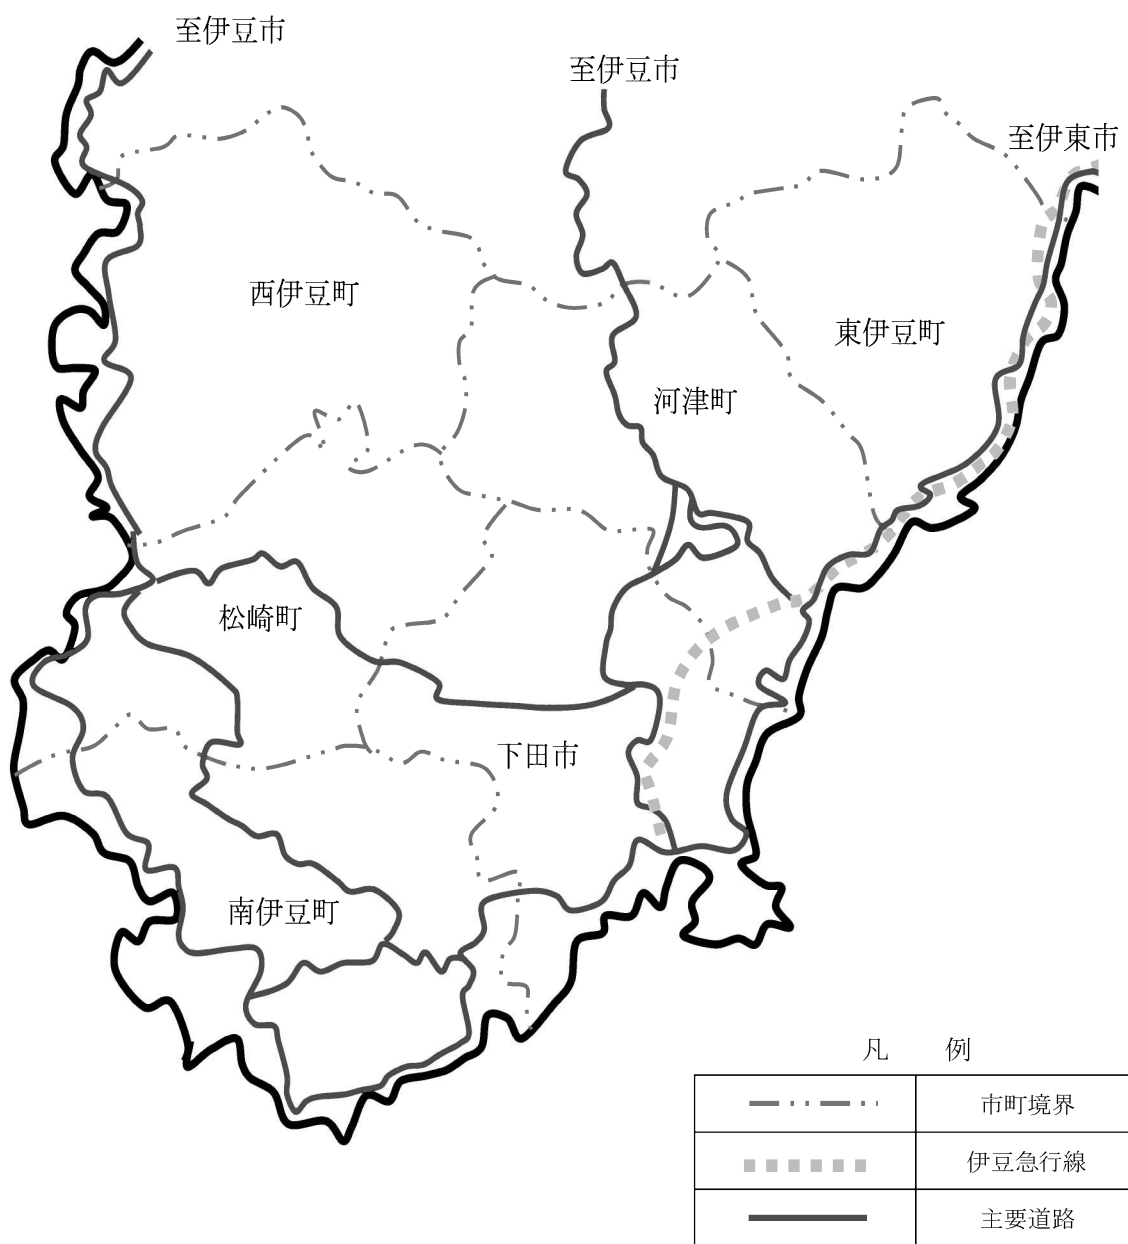 至伊豆市
至伊豆市
至伊東市
西伊豆町
東伊豆町
河津町
松崎町
下田市
南伊豆町
凡 例
市町境界
伊豆急行線
主要道路